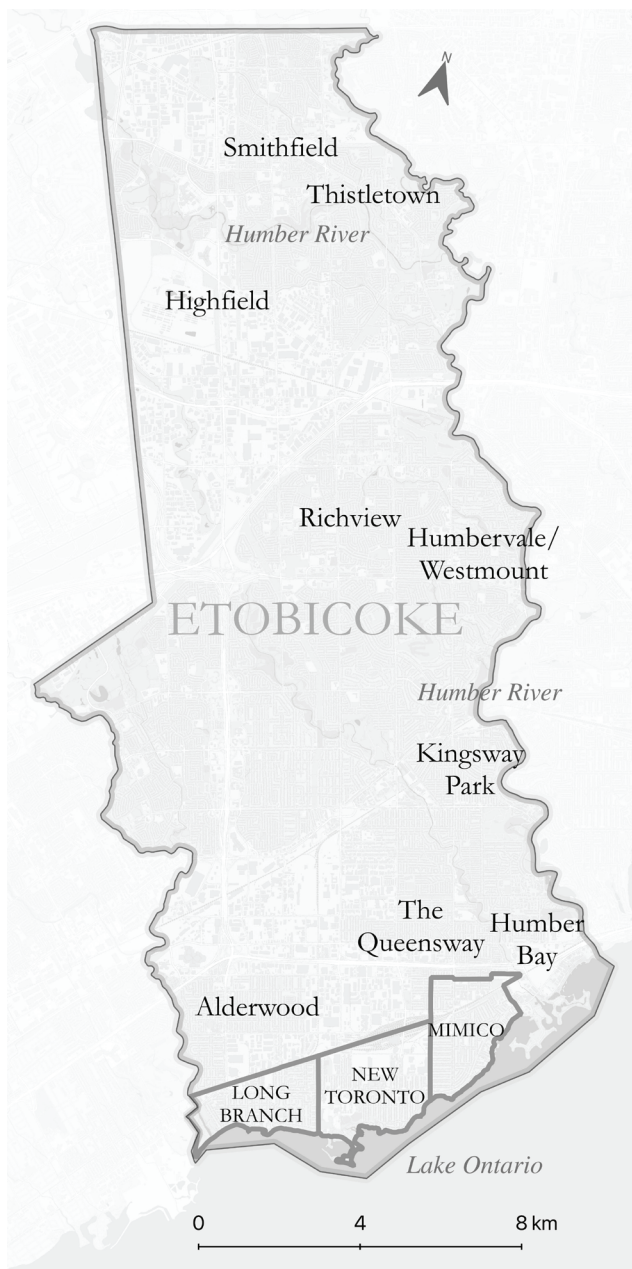 N
Smithfield
Thistletown
Humber River
Highfield
Richview
Humbervale/
Westmount
ETOBICOKE
Humber River
Kingsway
Park
The
Queensway
Humber
Bay
Alderwood
MIMICO
NEW
TORONTO
LONG
BRANCH
Lake Ontario
0 4 8 km